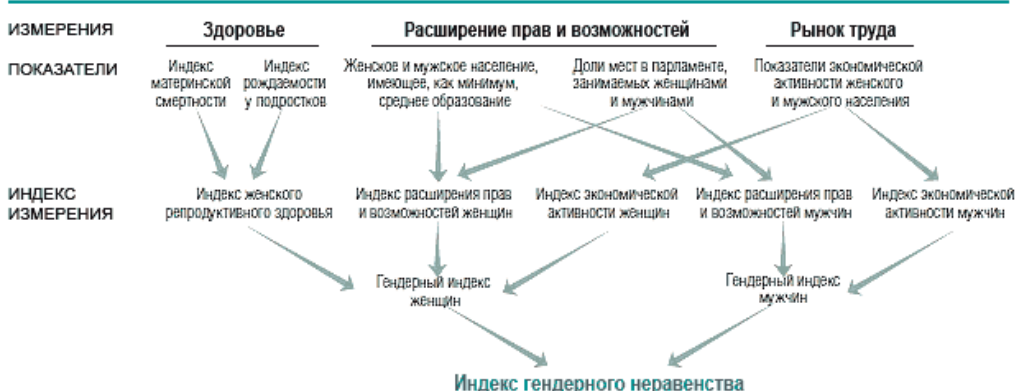 ИЗМЕРЕНИЯ
Здоровье
Расширение прав и возможностей
Рынок труда
ПОКАЗАТЕЛИ
Индекс
материнской
смертности
Индекс
рождаемости
у подростков
Женское и мужское население,
имеющее, как минимум,
среднее образование
Доли мест в парламенте,
занимаемых женщинами
и мужчинами
Показатели экономической
активности женского
и мужского населения
ИНДЕКС
ИЗМЕРЕНИЯ
Индекс женского
репродуктивного здоровья
Индекс расширения прав
и возможностей женщин
Индекс экономической
активности женщин
Индекс расширения прав
и возможностей мужчин
Индекс экономической
активности мужчин
Гендерный индекс
женщин
Гендерный индекс
мужчин
Индекс гендерного неравенства